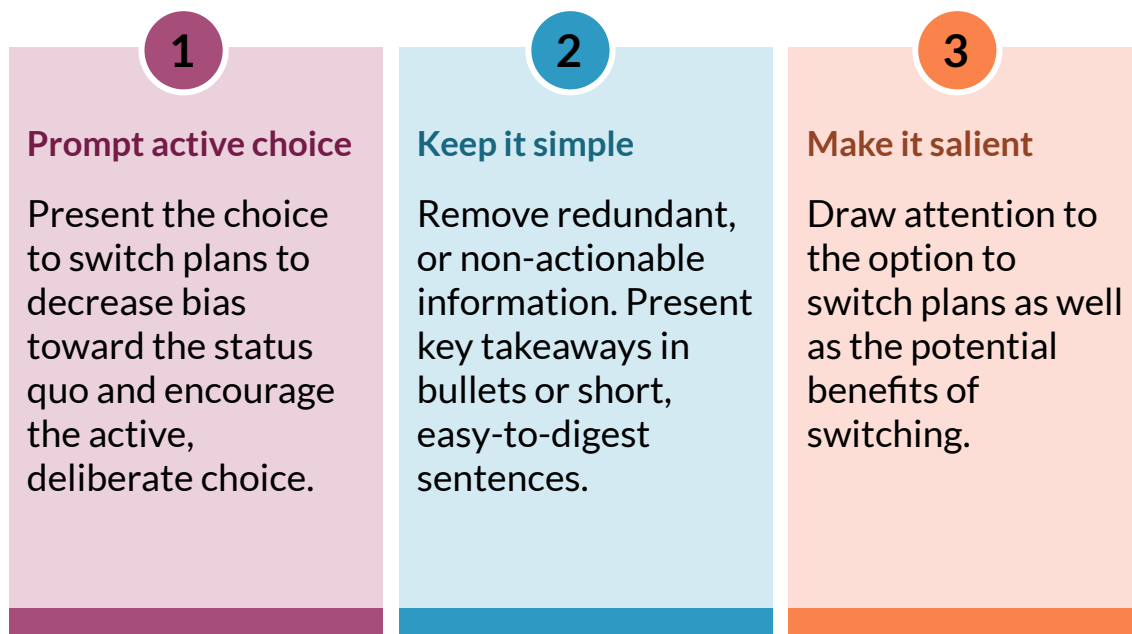 1
Prompt active choice
Present the choice
to switch plans to
decrease bias
toward the status
quo and encourage
the active,
deliberate choice.
2
Keep it simple
Remove redundant,
or non-actionable
information. Present
key takeaways in
bullets or short,
easy-to-digest
sentences.
3
Make it salient
Draw attention to
the option to
switch plans as well
as the potential
benefits of
switching.